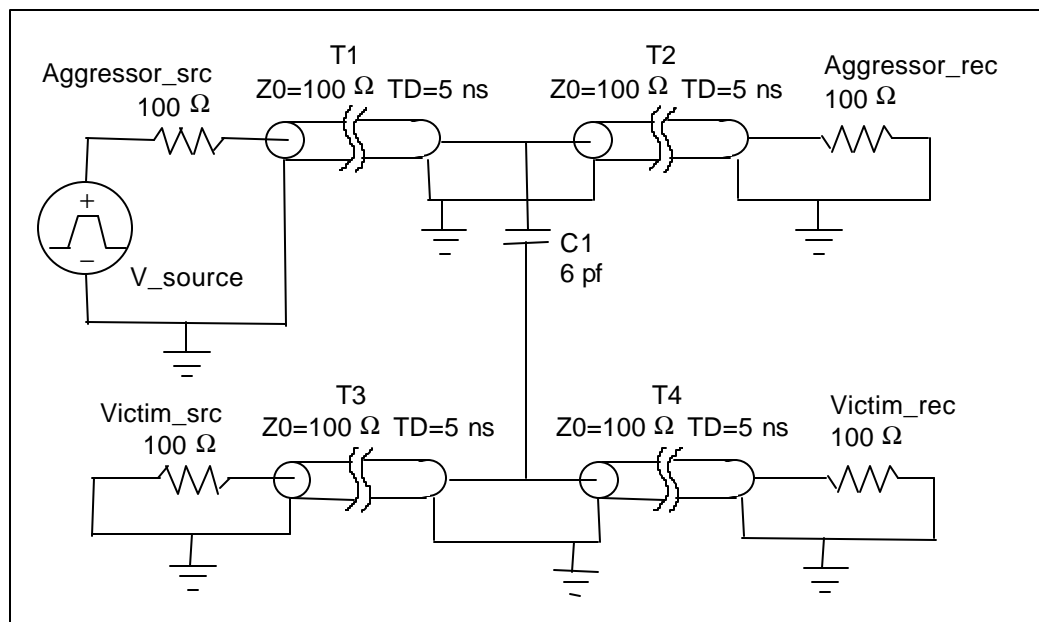 T1
T2
Aggressor_src
100 Ω
Z0=100 Ω TD=5 ns
Z0=100 Ω TD=5 ns
Aggressor_rec
100 Ω
+
−
V_source
C1
6 pf
T3
T4
Victim_src
100 Ω
Z0=100 Ω TD=5 ns
Z0=100 Ω TD=5 ns
Victim_rec
100 Ω